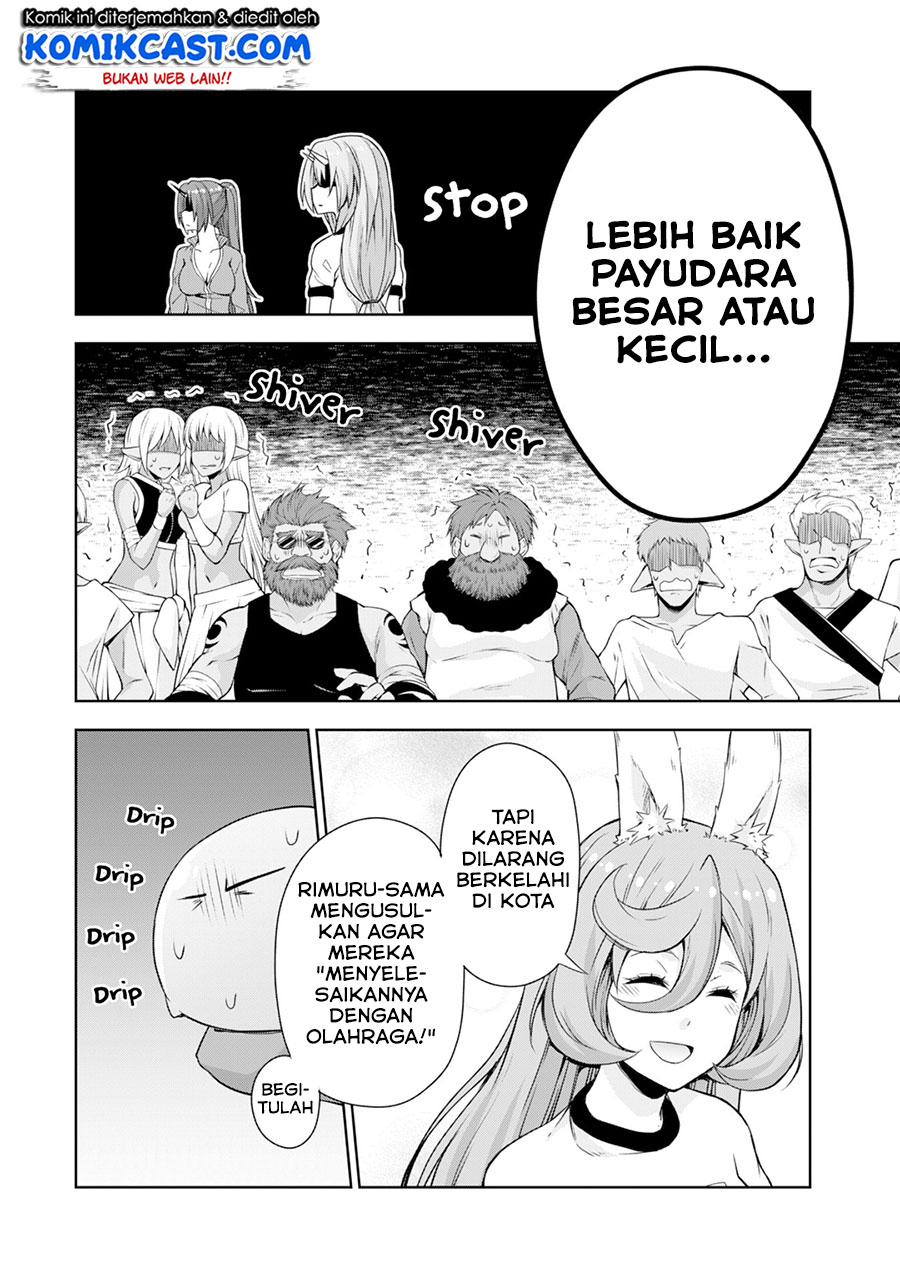 Komik ini diterjemahkan & diedit oleh
KOMIKCAST.COM
BUKAN WEB LAIN!!
LEBIH BAIK
PAYUDARA
BESAR ATAU
KECIL...
Stop
Shiver
Shiver
TAPI
KARENA
DILARANG
BERKELAHI
DI KOTA
RIMURU-SAMA
MENGUSUL-
KAN AGAR
MEREKA
"MENYELE-
SAIKANNYA
DENGAN
OLAHRAGA!"
BEGI-
TULAH
Drip
Drip
Drip
Drip